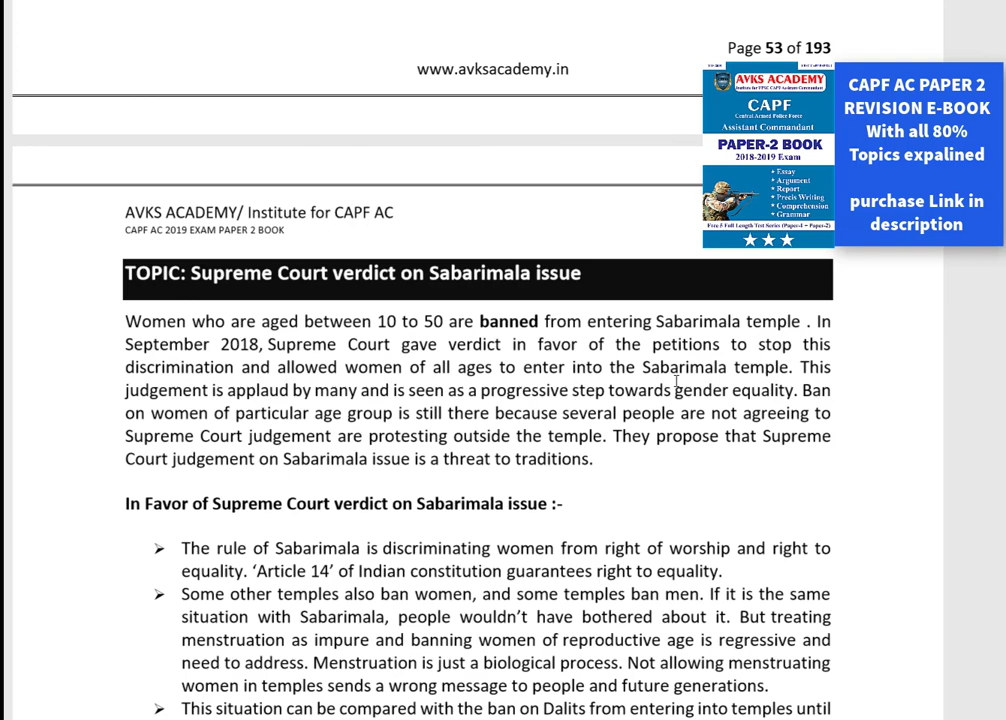 Page 53 of 193
www.avksacademy.in
AVKS ACADEMY
CAPF
Central Armed Police Force
Assistant Commandant
PAPER-2 BOOK
2018-2019 Exam
• Essay
• Argument
• Report
• Precis Writing
• Comprehension
• Grammar
CAPF AC PAPER 2
REVISION E-BOOK
With all 80%
Topics expalined
purchase Link in
description
AVKS ACADEMY/ Institute for CAPF AC
CAPF AC 2019 EXAM PAPER 2 BOOK
TOPIC: Supreme Court verdict on Sabarimala issue
Women who are aged between 10 to 50 are banned from entering Sabarimala temple . In
September 2018, Supreme Court gave verdict in favor of the petitions to stop this
discrimination and allowed women of all ages to enter into the Sabarimala temple. This
judgement is applaud by many and is seen as a progressive step towards gender equality. Ban
on women of particular age group is still there because several people are not agreeing to
Supreme Court judgement are protesting outside the temple. They propose that Supreme
Court judgement on Sabarimala issue is a threat to traditions.
In Favor of Supreme Court verdict on Sabarimala issue :-
➢ The rule of Sabarimala is discriminating women from right of worship and right to
equality. ‘Article 14’ of Indian constitution guarantees right to equality.
➢ Some other temples also ban women, and some temples ban men. If it is the same
situation with Sabarimala, people wouldn’t have bothered about it. But treating
menstruation as impure and banning women of reproductive age is regressive and
need to address. Menstruation is just a biological process. Not allowing menstruating
women in temples sends a wrong message to people and future generations.
➢ This situation can be compared with the ban on Dalits from entering into temples until